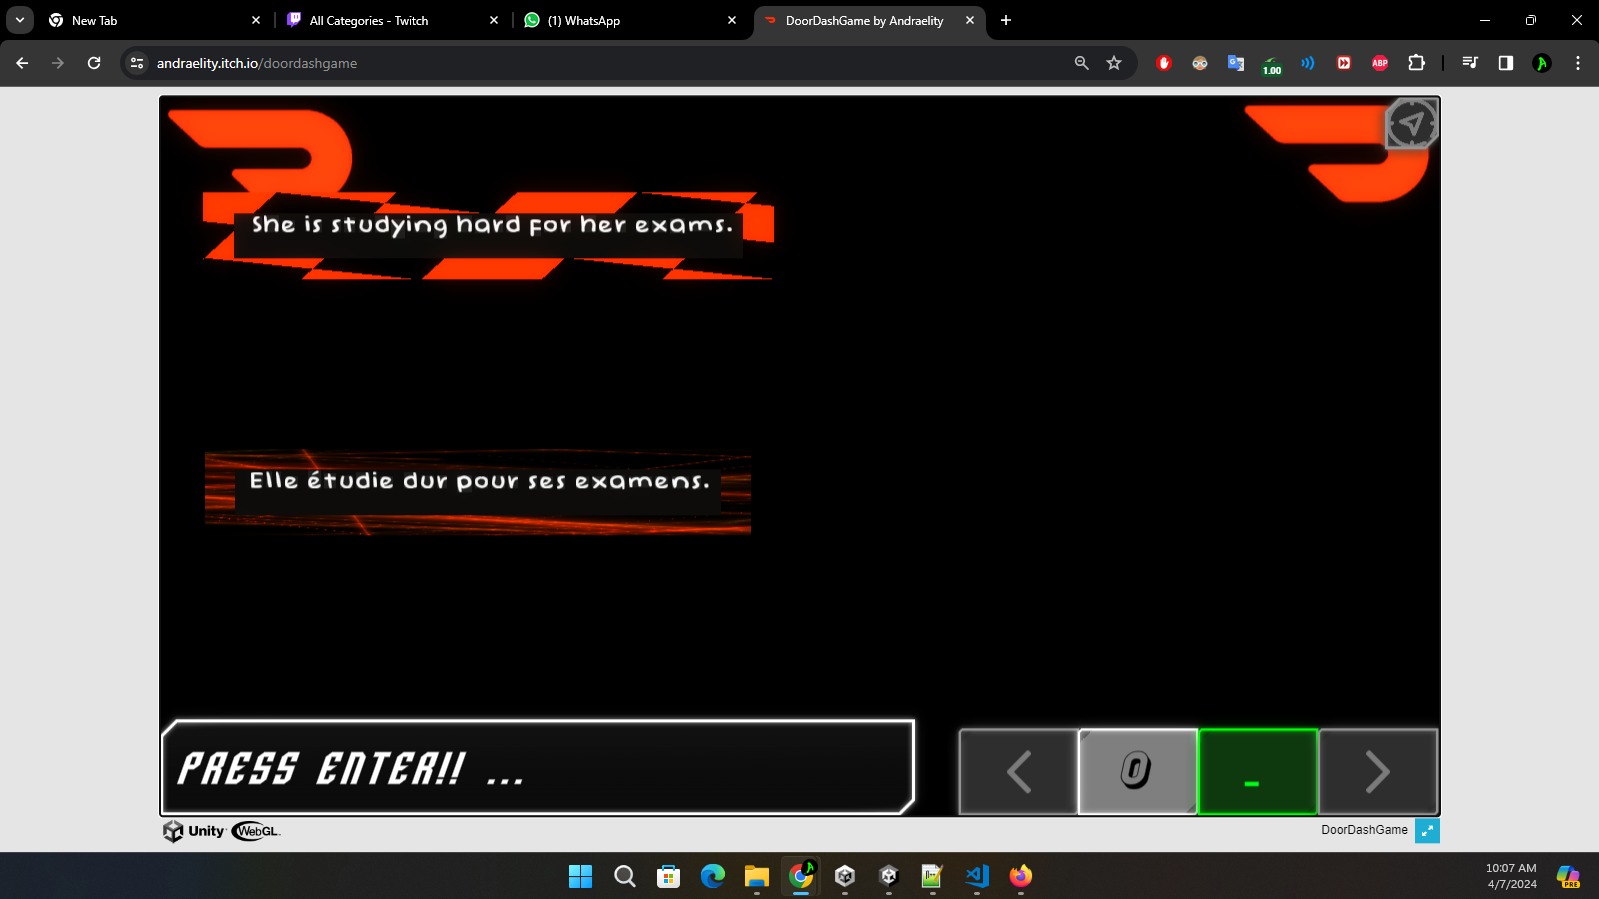 New Tab
All Categories - Twitch
(1) WhatsApp
DoorDashGame by Andraelity
andraelity.itch.io/doordashgame
1.00
ABP
She is studying hard for her exams.
Elle étudie dur pour ses examens.
PRESS ENTER!! ...
0
_
Unity WebGL
DoorDashGame
10:07 AM
4/7/2024
PRE